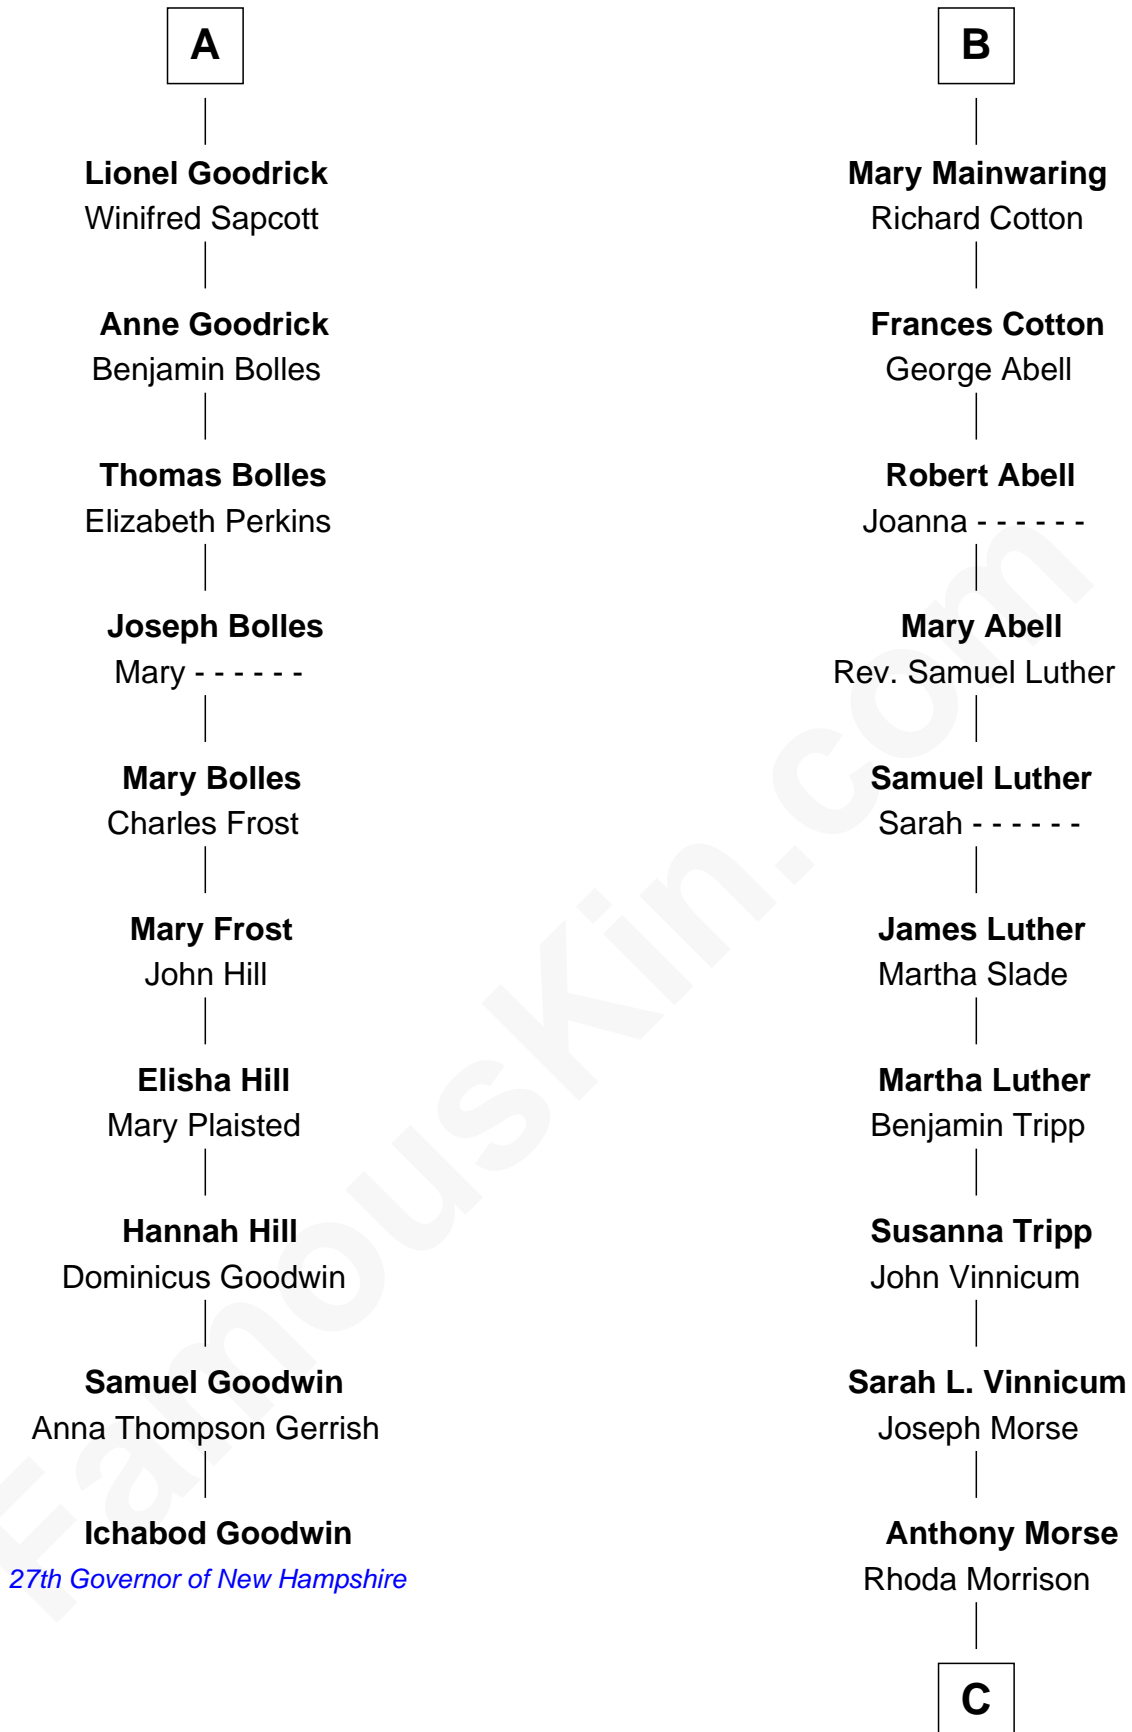 A
Lionel Goodrick
Winifred Sapcott
Anne Goodrick
Benjamin Bolles
Thomas Bolles
Elizabeth Perkins
Joseph Bolles
Mary - - - - - -
Mary Bolles
Charles Frost
Mary Frost
John Hill
Elisha Hill
Mary Plaisted
Hannah Hill
Dominicus Goodwin
Samuel Goodwin
Anna Thompson Gerrish
Ichabod Goodwin
27th Governor of New Hampshire
B
Mary Mainwaring
Richard Cotton
Frances Cotton
George Abell
Robert Abell
Joanna - - - - - -
Mary Abell
Rev. Samuel Luther
Samuel Luther
Sarah - - - - - -
James Luther
Martha Slade
Martha Luther
Benjamin Tripp
Susanna Tripp
John Vinnicum
Sarah L. Vinnicum
Joseph Morse
Anthony Morse
Rhoda Morrison
C
FamousKin.com